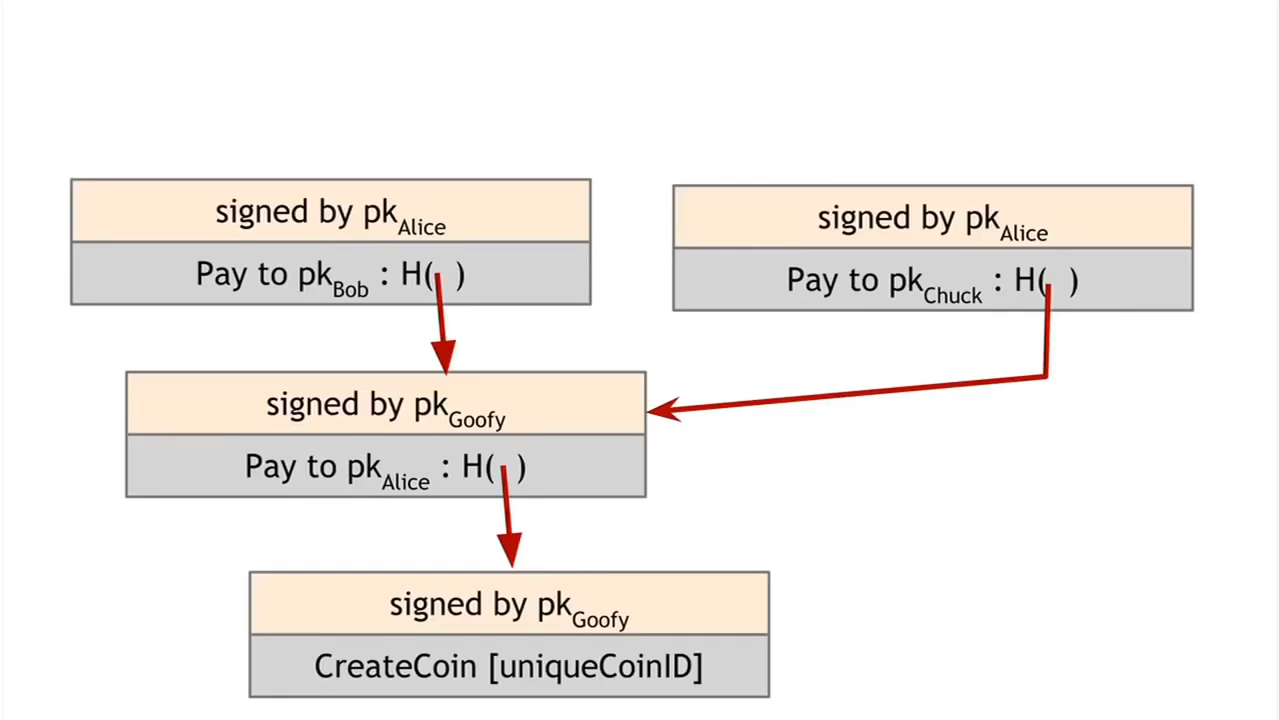 signed by pkAlice
Pay to pkBob : H( )
signed by pkAlice
Pay to pkChuck : H( )
signed by pkGoofy
Pay to pkAlice : H( )
signed by pkGoofy
CreateCoin [uniqueCoinID]